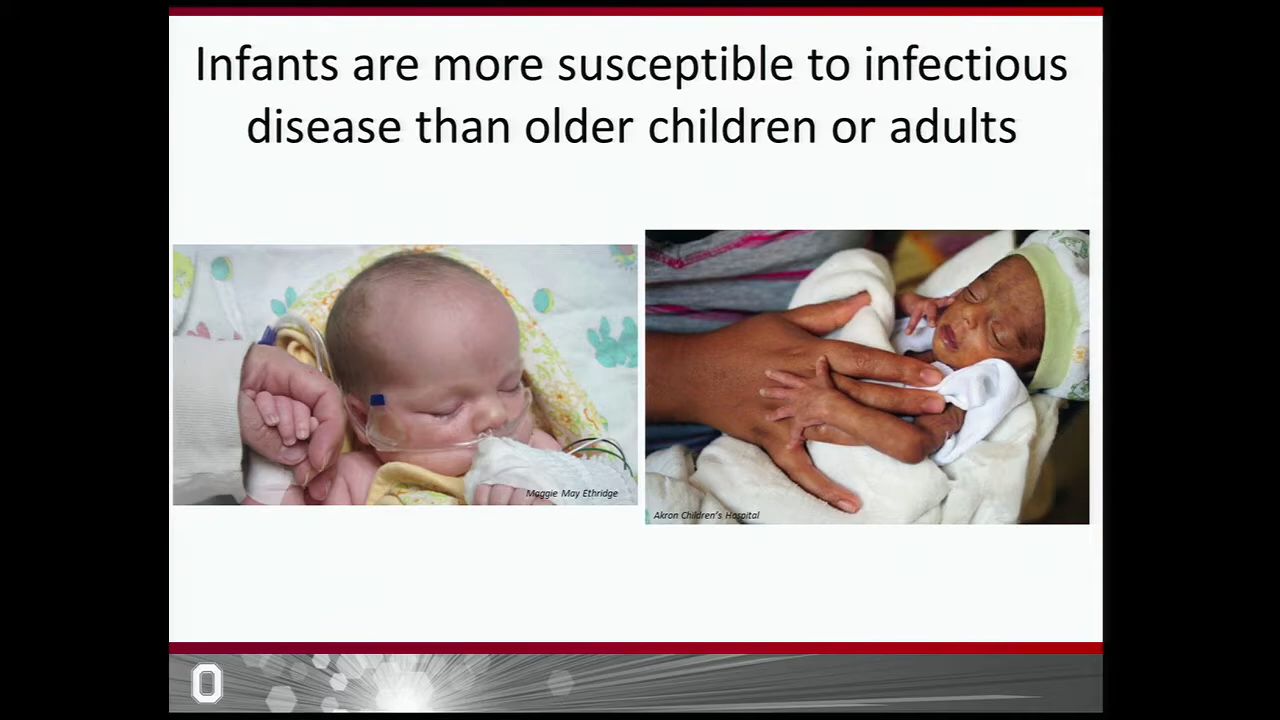 Infants are more susceptible to infectious
disease than older children or adults
Maggie May Ethridge
Akron Children's Hospital
O